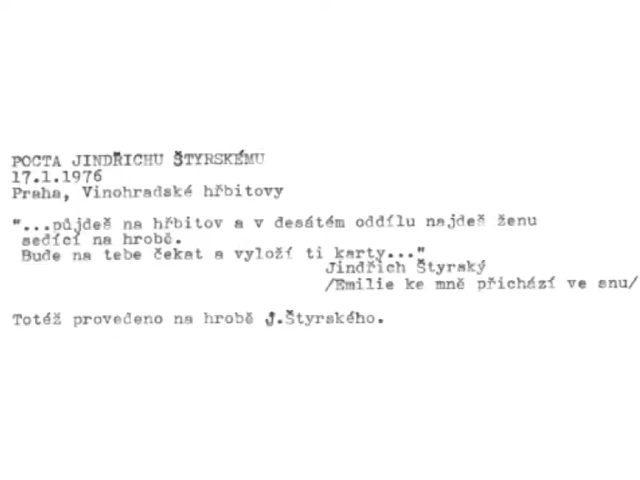 POCTA JINDŘICHU ŠTYRSKÉMU
17.1.1976
Praha, Vinohradské hřbitovy
"...půjdeš na hřbitov a v desátém oddílu najdeš ženu
sedící na hrobě.
Bude na tebe čekat a vyloží ti karty..."
Jindřich Štyrský
/Emilie ke mně přichází ve snu/
Totéž provedeno na hrobě J.Štyrského.